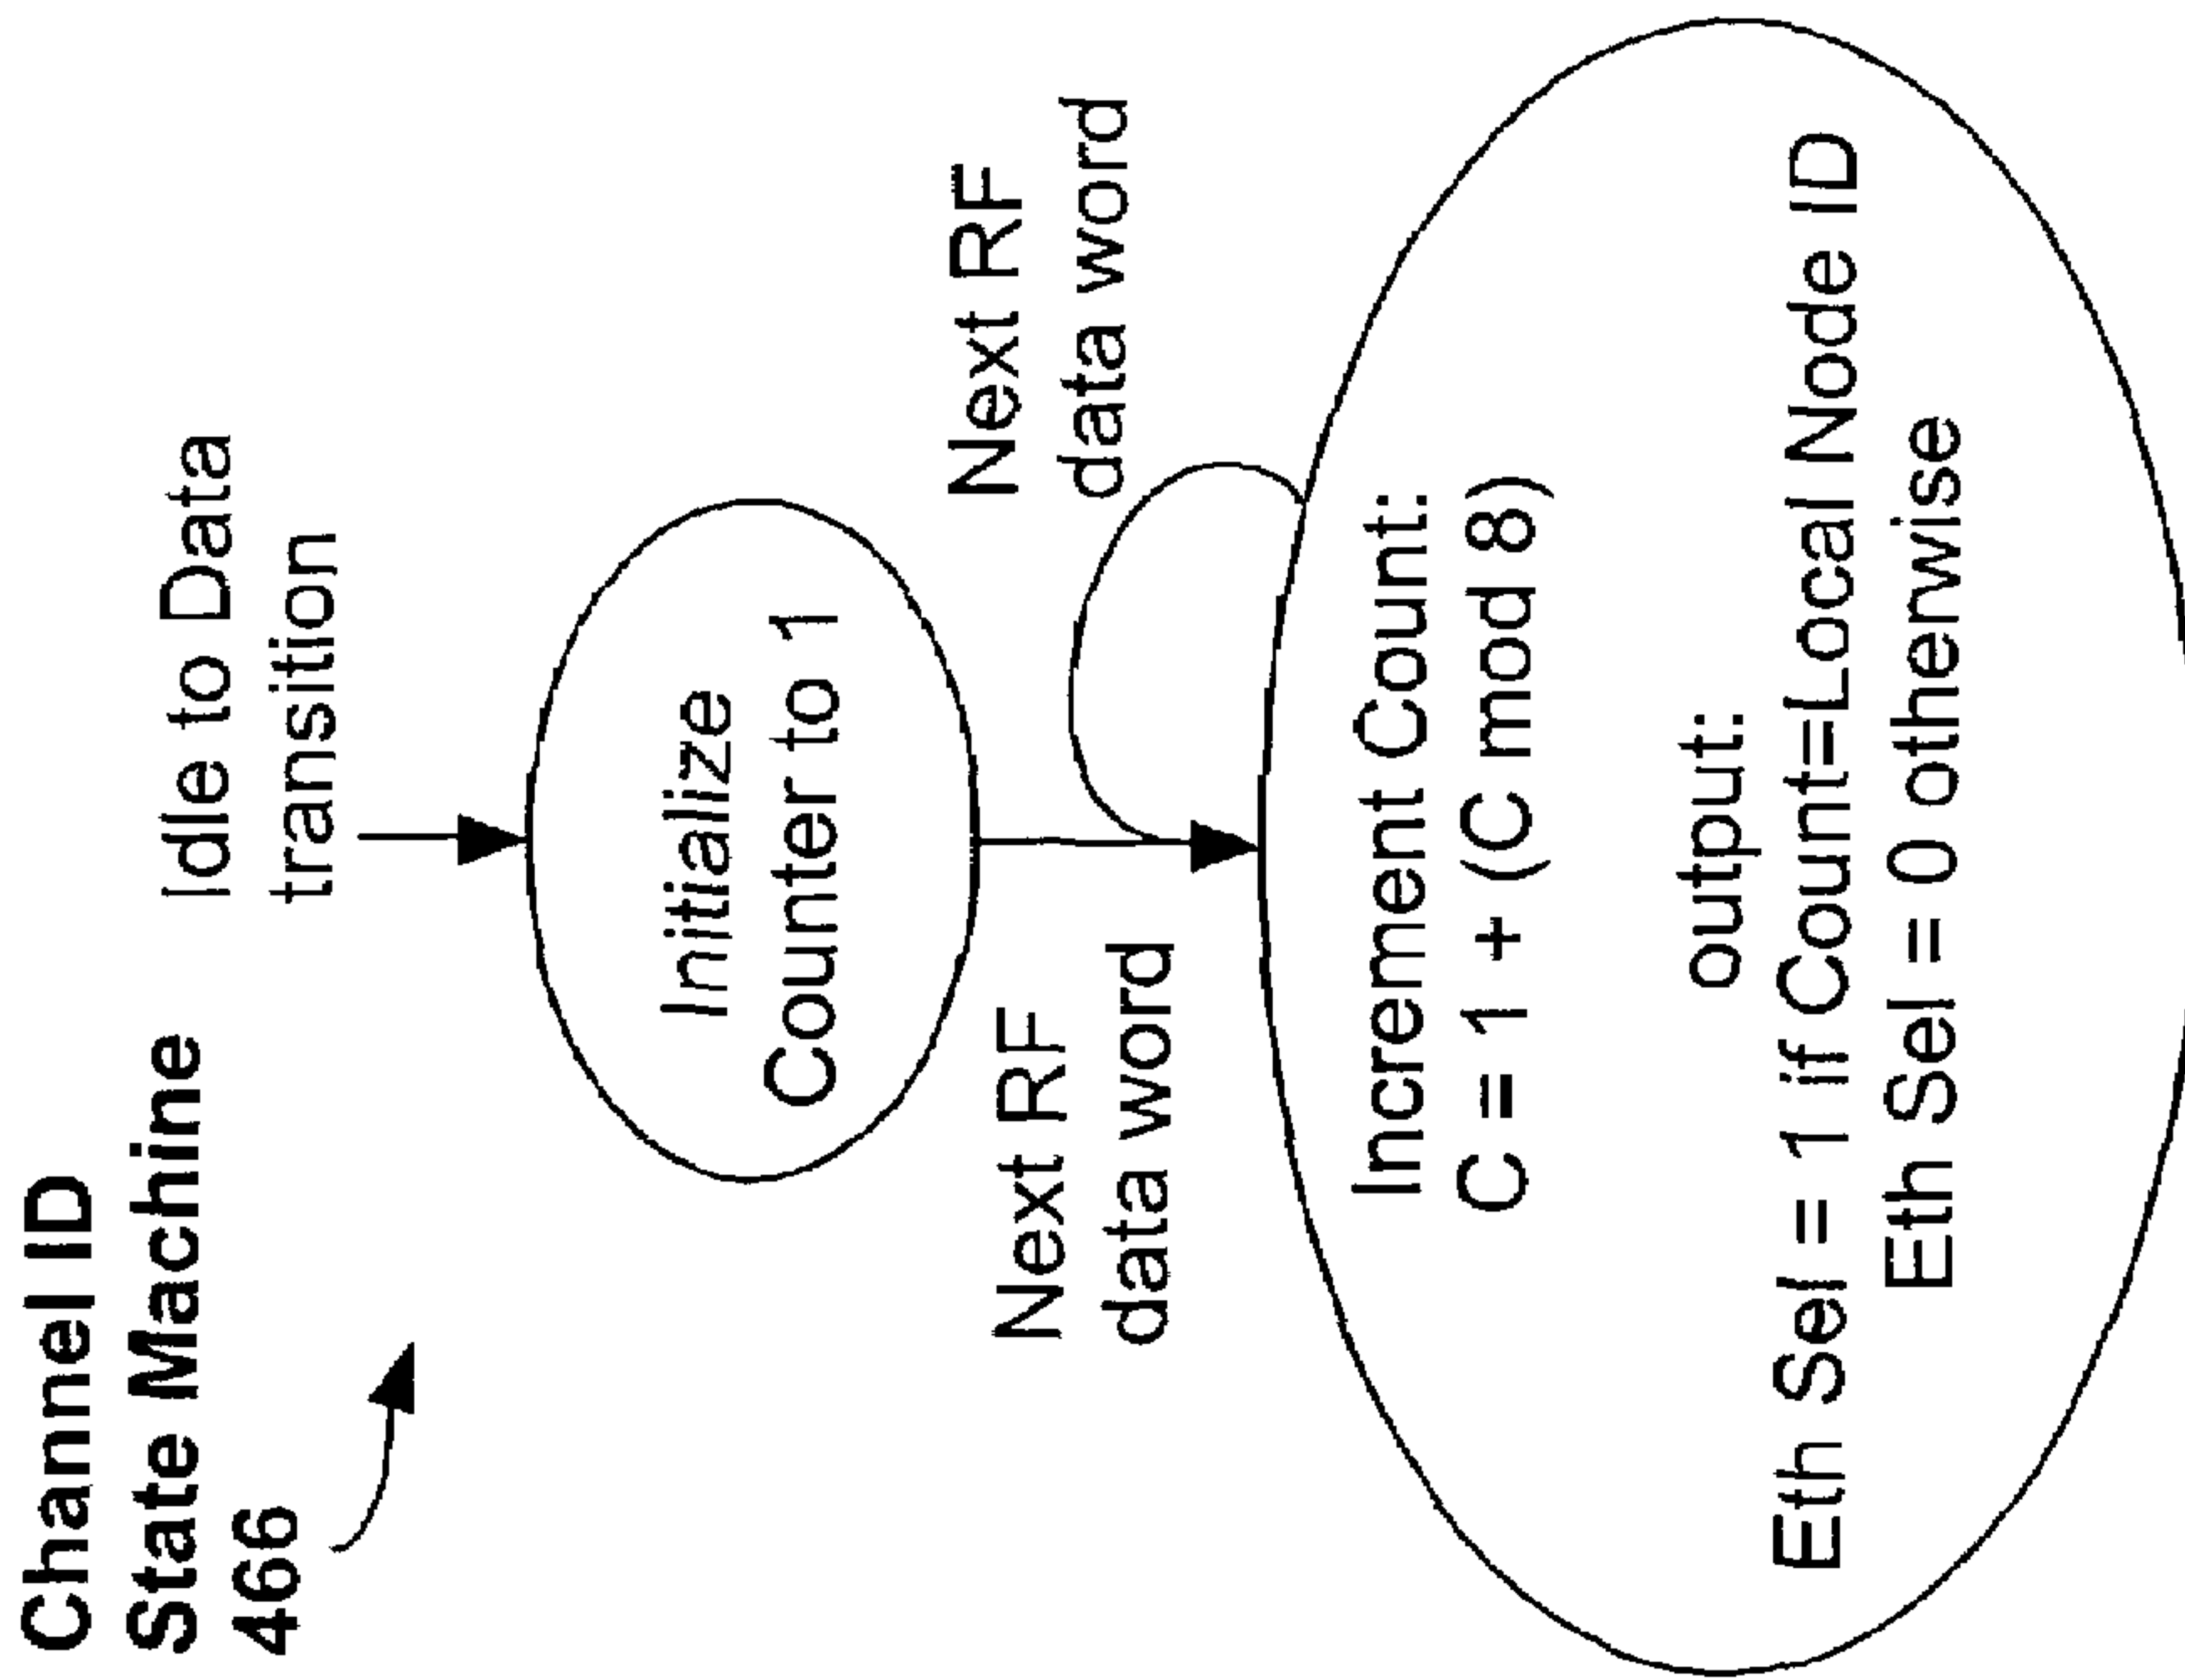 Channel ID
State Machine
466
Idle to Data
transition
Initialize
Counter to 1
Next RF
data word
Next RF
data word
Increment Count:
C = 1 + (C mod 8)
output:
Eth Sel = 1 if Count=Local Node ID
Eth Sel = 0 otherwise